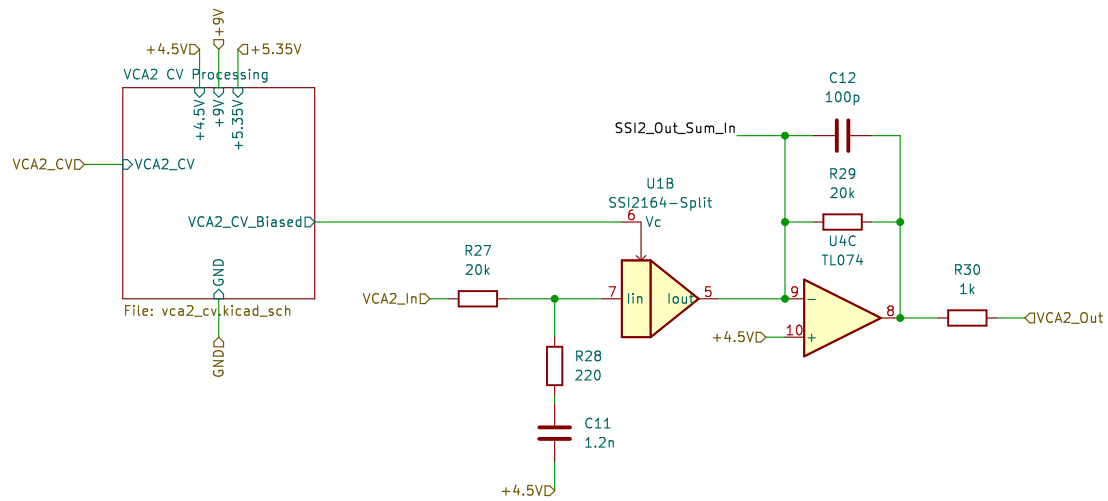 +9V
+4.5V
+5.35V
VCA2 CV Processing
+4.5V
+9V
+5.35V
VCA2_CV
VCA2_CV
VCA2_CV_Biased
GND
File: vca2_cv.kicad_sch
GND
C12
100p
SSI2_Out_Sum_In
R29
20k
U1B
SSI2164-Split
6
Vc
U4C
TL074
R27
20k
VCA2_In
7
Iin
Iout
5
9
-
8
10
+
+4.5V
R30
1k
VCA2_Out
R28
220
C11
1.2n
+4.5V